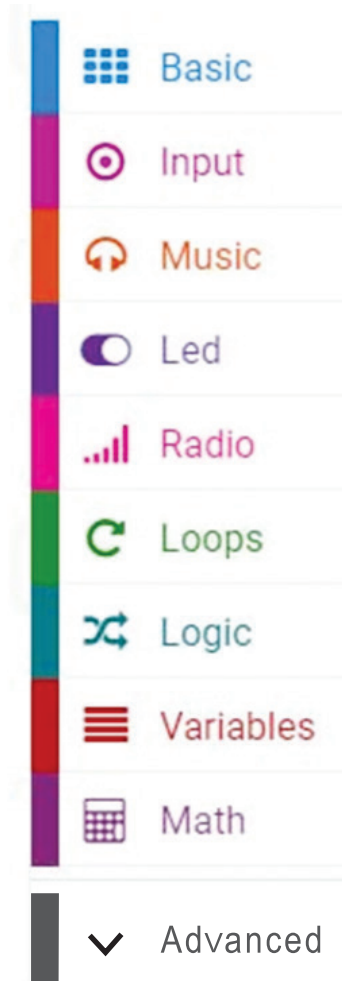 Basic
Input
Music
Led
Radio
Loops
Logic
Variables
Math
Advanced